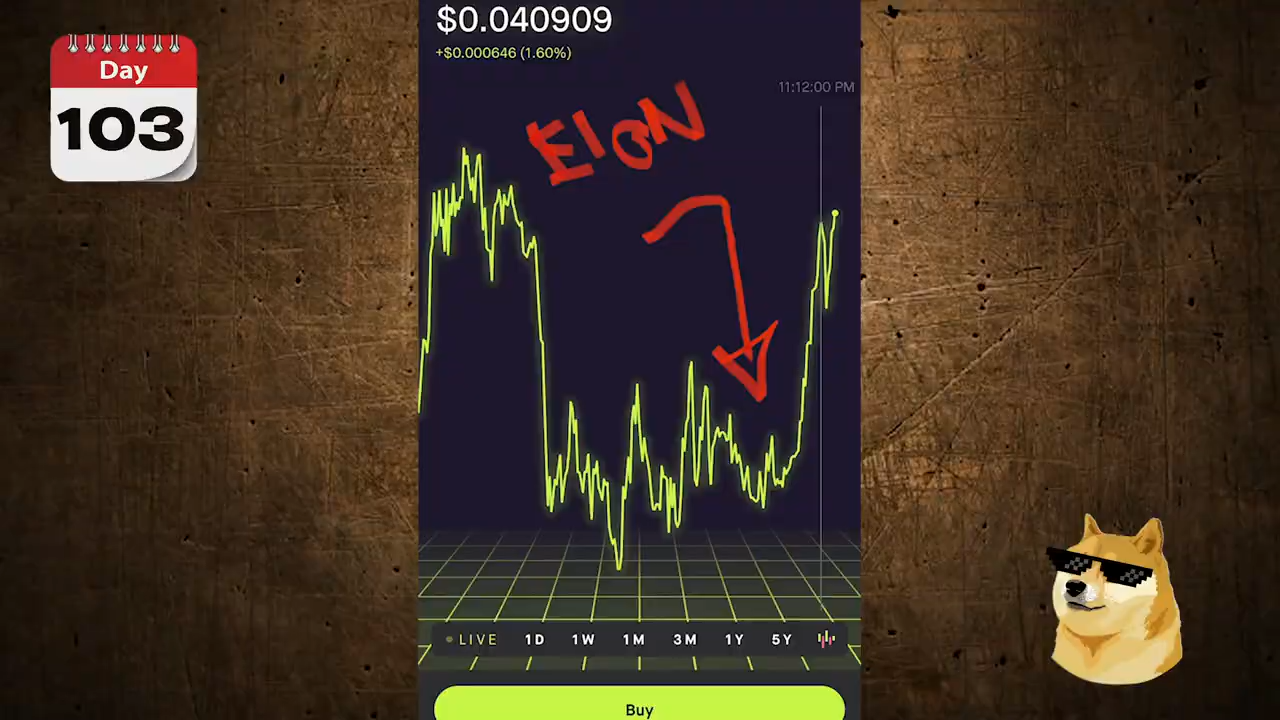 $0.040909
+$0.000646 (1.60%)
Day
103
11:12:00 PM
ElON
LIVE 1D 1W 1M 3M 1Y 5Y
Buy